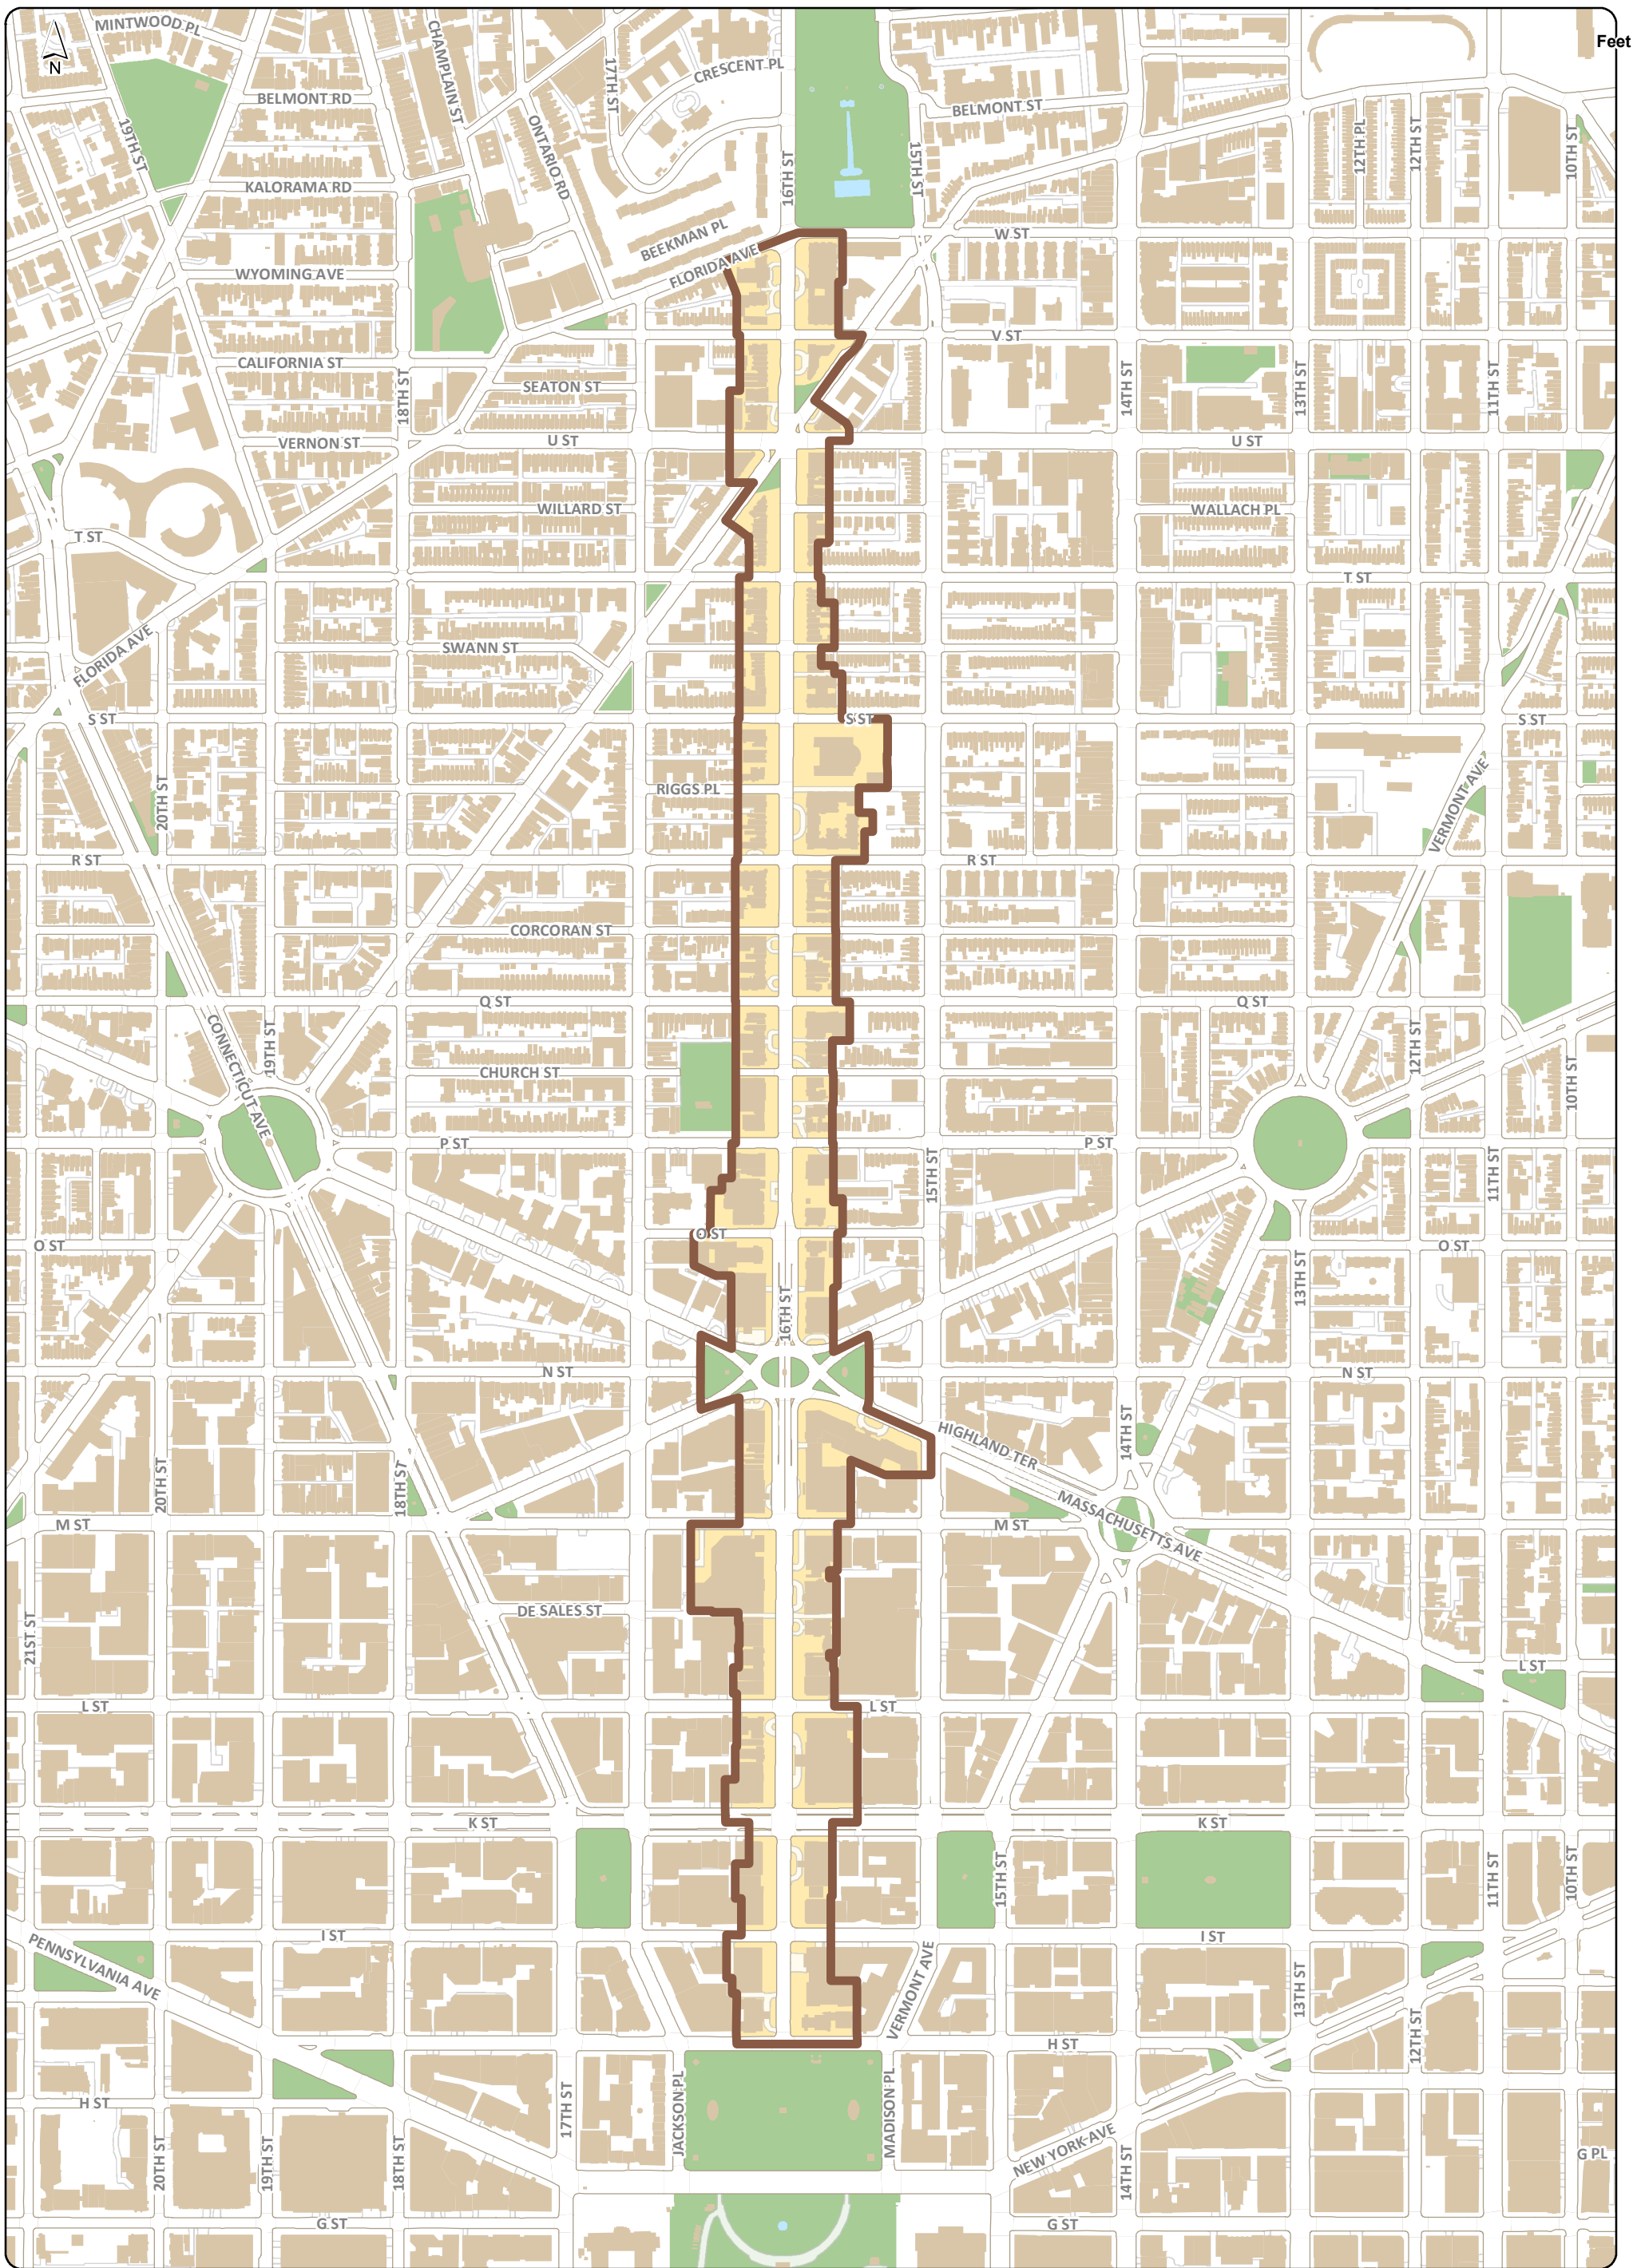 MINTWOOD PL
CHAMPLAIN ST
17TH ST
CRESCENT PL
Feet
N
BELMONT RD
BELMONT ST
19TH ST
ONTARIO RD
16TH ST
15TH ST
12TH PL
12TH ST
10TH ST
KALORAMA RD
BEEKMAN PL
W ST
WYOMING AVE
FLORIDA AVE
V ST
CALIFORNIA ST
SEATON ST
18TH ST
14TH ST
13TH ST
11TH ST
VERNON ST
U ST
U ST
WILLARD ST
WALLACH PL
T ST
T ST
FLORIDA AVE
SWANN ST
S ST
S ST
S ST
20TH ST
RIGGS PL
VERMONT AVE
R ST
R ST
CORCORAN ST
Q ST
Q ST
CONNECTICUT AVE
19TH ST
12TH ST
CHURCH ST
10TH ST
P ST
P ST
15TH ST
11TH ST
O ST
O ST
O ST
16TH ST
13TH ST
N ST
N ST
HIGHLAND TER
14TH ST
20TH ST
18TH ST
MASSACHUSETTS AVE
M ST
M ST
DE SALES ST
21ST ST
L ST
L ST
L ST
K ST
K ST
15TH ST
11TH ST
10TH ST
I ST
I ST
PENNSYLVANIA AVE
VERMONT AVE
13TH ST
12TH ST
H ST
H ST
17TH ST
JACKSON PL
MADISON PL
NEW YORK AVE
20TH ST
19TH ST
18TH ST
14TH ST
G PL
G ST
G ST